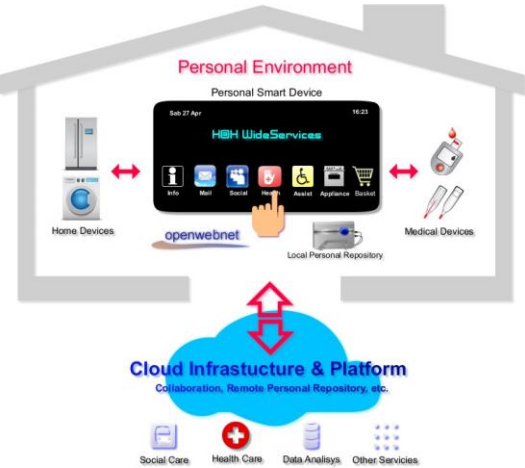 Personal Environment
Personal Smart Device
Sab 27 Apr
16:23
H@H WideServices
Info
Mail
Social
Health
Assist
Appliance
Basket
Home Devices
openwebnet
Local Personal Repository
Medical Devices
Cloud Infrastucture & Platform
Collaboration, Remote Personal Repository, etc.
Social Care
Health Care
Data Analisys
Other Servicies